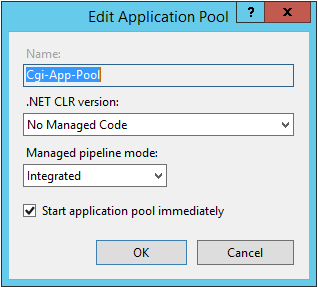 Edit Application Pool
?
Name:
Cgi-App-Pool
.NET CLR version:
No Managed Code
Managed pipeline mode:
Integrated
Start application pool immediately
OK Cancel